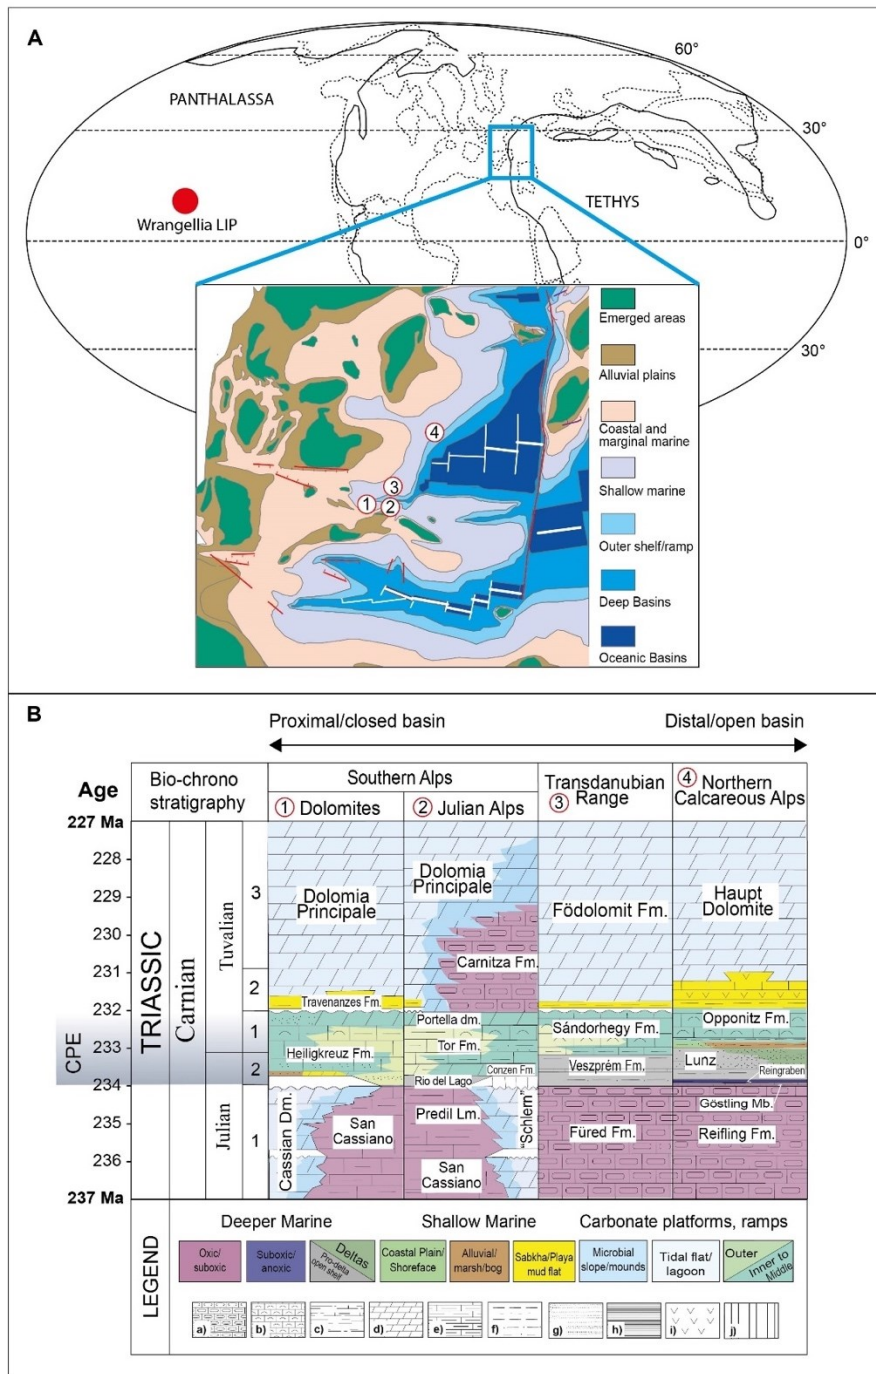 A
60°
PANTHALASSA
30°
TETHYS
Wrangellia LIP
0°
30°
Emerged areas
Alluvial plains
Coastal and
marginal marine
Shallow marine
Outer shelf/ramp
Deep Basins
Oceanic Basins
4
3
1
2
B
Proximal/closed basin
Distal/open basin
Age
Bio-chrono
stratigraphy
Southern Alps
1 Dolomites
2 Julian Alps
Transdanubian
3 Range
4 Northern
Calcareous Alps
227 Ma
228
229
230
231
232
233
234
235
236
237 Ma
CPE
TRIASSIC
Carnian
Tuvalian
Julian
3
2
1
2
1
Dolomia
Principale
Travenanzes Fm.
Heiligkreuz Fm.
Cassian Dm.
San
Cassiano
Dolomia
Principale
Carnitza Fm.
Portella dm.
Tor Fm.
Conzen Fm
Rio del Lago
Predil Lm.
"Schlern"
San
Cassiano
Födolomit Fm.
Sándorhegy Fm.
Veszprém Fm.
Füred Fm.
Haupt
Dolomite
Opponitz Fm.
Lunz
Reingraben
Göstling Mb.
Reifling Fm.
LEGEND
Deeper Marine
Shallow Marine
Carbonate platforms, ramps
Oxic/
suboxic
Suboxic/
anoxic
Deltas
Pro-delta
open shelf
Coastal Plain/
Shoreface
Alluvial/
marsh/bog
Sabkha/Playa
mud flat
Microbial
slope/mounds
Tidal flat/
lagoon
Outer
Inner to
Middle
a)
b)
c)
d)
e)
f)
g)
h)
i)
j)